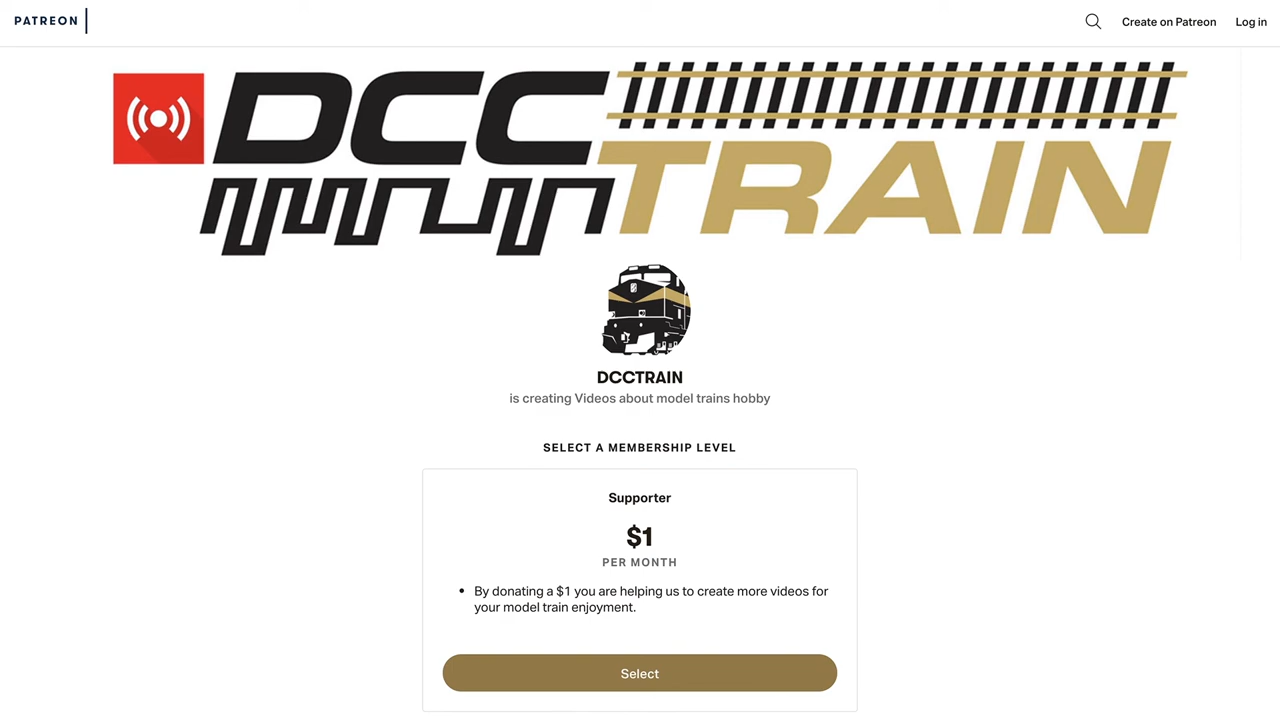 PATREON
Create on Patreon
Log in
DCC
TRAIN
DCCTRAIN
is creating Videos about model trains hobby
SELECT A MEMBERSHIP LEVEL
Supporter
$1
PER MONTH
• By donating a $1 you are helping us to create more videos for
your model train enjoyment.
Select